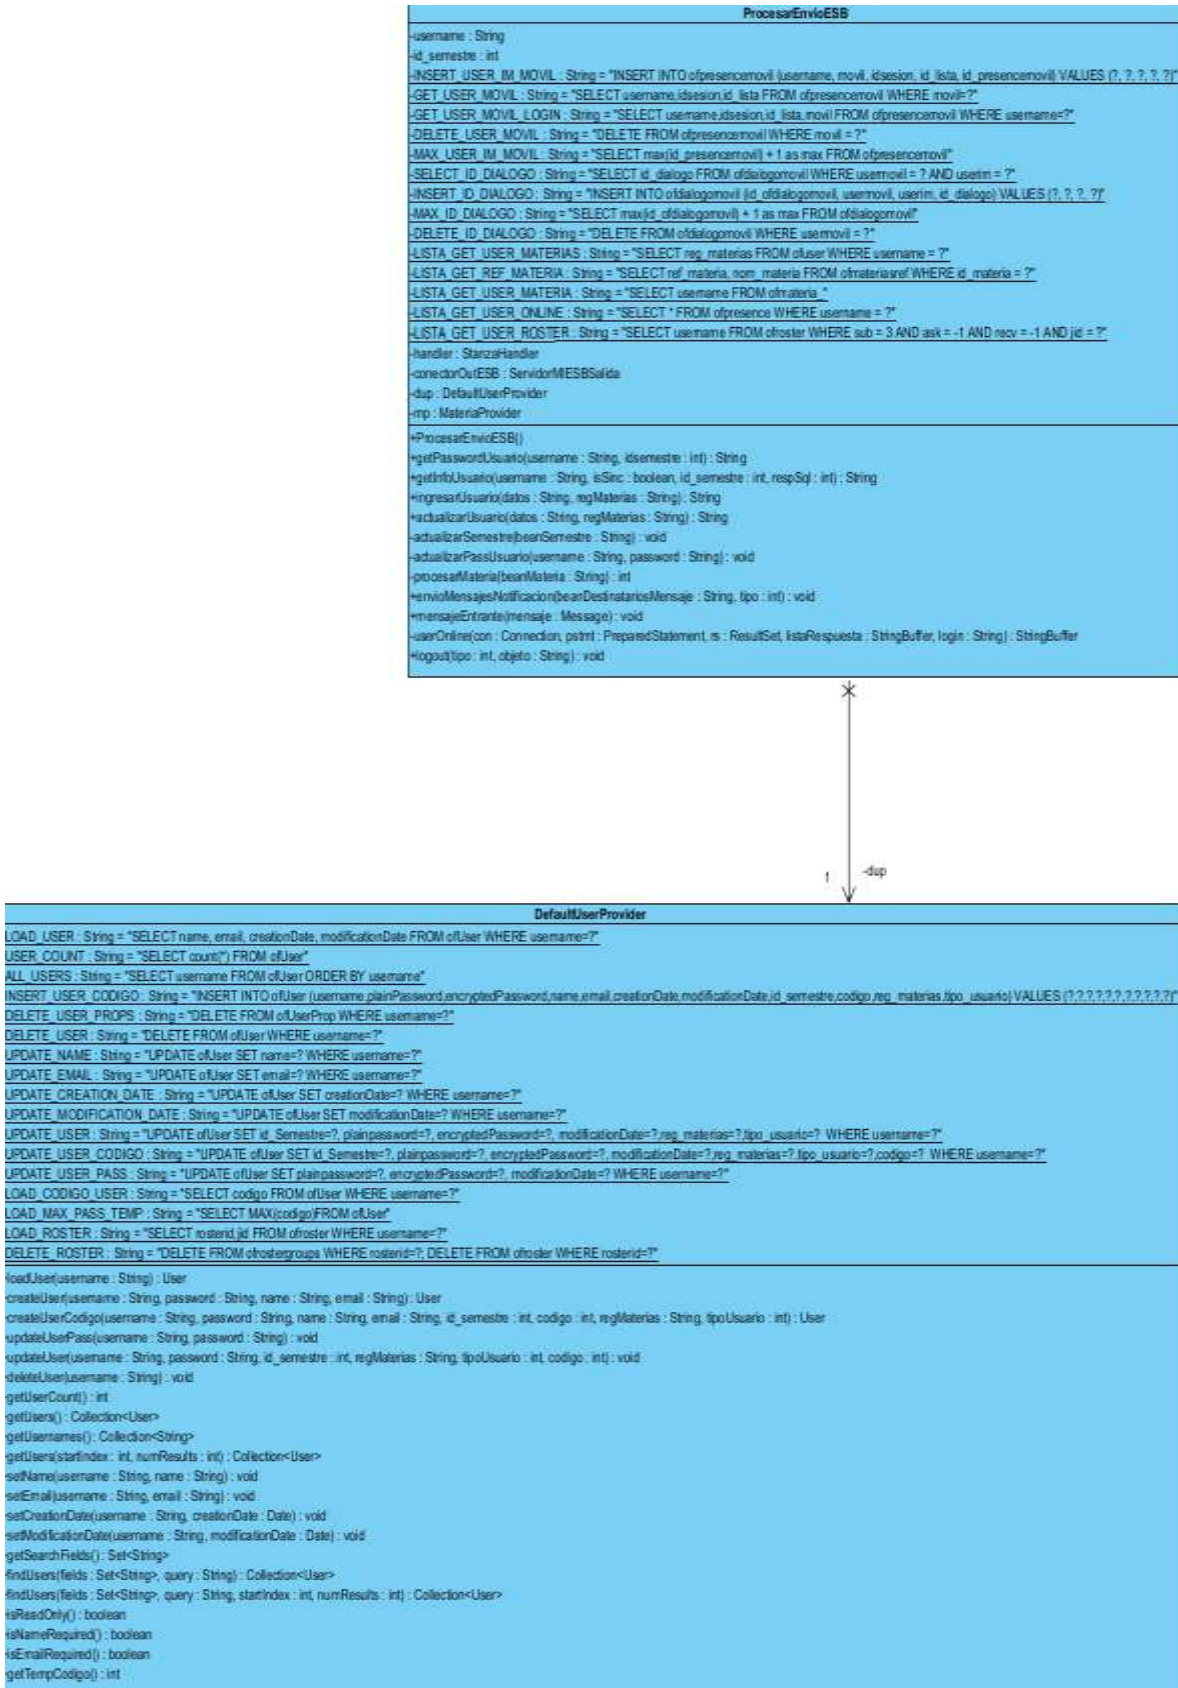 ProcesarEnvioESB
-username : String
-id_semestre : int
-INSERT_USER_IM_MOVIL : String = "INSERT INTO ofpresencemovil (username, movil, idsesion, id_lista, id_presencemovil) VALUES (?, ?, ?, ?, ?)"
-GET_USER_MOVIL : String = "SELECT username,idsesion,id_lista FROM ofpresencemovil WHERE movil=?"
-GET_USER_MOVIL_LOGIN : String = "SELECT username,idsesion,id_lista,movil FROM ofpresencemovil WHERE username=?"
-DELETE_USER_MOVIL : String = "DELETE FROM ofpresencemovil WHERE movil = ?"
-MAX_USER_IM_MOVIL : String = "SELECT max(id_presencemovil) + 1 as max FROM ofpresencemovil"
-SELECT_ID_DIALOGO : String = "SELECT id_dialogo FROM ofdialogomovil WHERE usermovil = ? AND userim = ?"
-INSERT_ID_DIALOGO : String = "INSERT INTO ofdialogomovil (id_ofdialogomovil, usermovil, userim, id_dialogo) VALUES (?, ?, ?, ?)"
-MAX_ID_DIALOGO : String = "SELECT max(id_ofdialogomovil) + 1 as max FROM ofdialogomovil"
-DELETE_ID_DIALOGO : String = "DELETE FROM ofdialogomovil WHERE usermovil = ?"
-LISTA_GET_USER_MATERIAS : String = "SELECT reg_materias FROM ofuser WHERE username = ?"
-LISTA_GET_REF_MATERIA : String = "SELECT ref_materia, nom_materia FROM ofmateriasref WHERE id_materia = ?"
-LISTA_GET_USER_MATERIA : String = "SELECT username FROM ofmateria_"
-LISTA_GET_USER_ONLINE : String = "SELECT * FROM ofpresence WHERE username = ?"
-LISTA_GET_USER_ROSTER : String = "SELECT username FROM ofroster WHERE sub = 3 AND ask = -1 AND recv = -1 AND jid = ?"
-handler : StanzaHandler
-conectorOutESB : ServidorMIESBSalida
-dup : DefaultUserProvider
-mp : MateriaProvider
+ProcesarEnvioESB()
+getPasswordUsuario(username : String, idsemestre : int) : String
+getInfoUsuario(username : String, isSinc : boolean, id_semestre : int, respSql : int) : String
+ingresarUsuario(datos : String, regMaterias : String) : String
+actualizarUsuario(datos : String, regMaterias : String) : String
-actualizarSemestre(beanSemestre : String) : void
-actualizarPassUsuario(username : String, password : String) : void
-procesarMateria(beanMateria : String) : int
+envioMensajesNotificacion(beanDestinatariosMensaje : String, tipo : int) : void
+mensajeEntrante(mensaje : Message) : void
-userOnline(con : Connection, pstmt : PreparedStatement, rs : ResultSet, listaRespuesta : StringBuffer, login : String) : StringBuffer
+logout(tipo : int, objeto : String) : void
1 -dup
DefaultUserProvider
LOAD_USER : String = "SELECT name, email, creationDate, modificationDate FROM ofUser WHERE username=?"
USER_COUNT : String = "SELECT count(*) FROM ofUser"
ALL_USERS : String = "SELECT username FROM ofUser ORDER BY username"
INSERT_USER_CODIGO : String = "INSERT INTO ofUser (username,plainPassword,encryptedPassword,name,email,creationDate,modificationDate,id_semestre,codigo,reg_materias,tipo_usuario) VALUES (?,?,?,?,?,?,?,?,?,?,?)"
DELETE_USER_PROPS : String = "DELETE FROM ofUserProp WHERE username=?"
DELETE_USER : String = "DELETE FROM ofUser WHERE username=?"
UPDATE_NAME : String = "UPDATE ofUser SET name=? WHERE username=?"
UPDATE_EMAIL : String = "UPDATE ofUser SET email=? WHERE username=?"
UPDATE_CREATION_DATE : String = "UPDATE ofUser SET creationDate=? WHERE username=?"
UPDATE_MODIFICATION_DATE : String = "UPDATE ofUser SET modificationDate=? WHERE username=?"
UPDATE_USER : String = "UPDATE ofUser SET id_Semestre=?, plainpassword=?, encryptedPassword=?, modificationDate=?,reg_materias=?,tipo_usuario=? WHERE username=?"
UPDATE_USER_CODIGO : String = "UPDATE ofUser SET id_Semestre=?, plainpassword=?, encryptedPassword=?, modificationDate=?,reg_materias=?,tipo_usuario=?,codigo=? WHERE username=?"
UPDATE_USER_PASS : String = "UPDATE ofUser SET plainpassword=?, encryptedPassword=?, modificationDate=? WHERE username=?"
LOAD_CODIGO_USER : String = "SELECT codigo FROM ofUser WHERE username=?"
LOAD_MAX_PASS_TEMP : String = "SELECT MAX(codigo)FROM ofUser"
LOAD_ROSTER : String = "SELECT rosterid,jid FROM ofroster WHERE username=?"
DELETE_ROSTER : String = "DELETE FROM ofrostergroups WHERE rosterid=?; DELETE FROM ofroster WHERE rosterid=?"
+loadUser(username : String) : User
+createUser(username : String, password : String, name : String, email : String) : User
+createUserCodigo(username : String, password : String, name : String, email : String, id_semestre : int, codigo : int, regMaterias : String, tipoUsuario : int) : User
+updateUserPass(username : String, password : String) : void
+updateUser(username : String, password : String, id_semestre : int, regMaterias : String, tipoUsuario : int, codigo : int) : void
+deleteUser(username : String) : void
+getUserCount() : int
+getUsers() : Collection<User>
+getUsernames() : Collection<String>
+getUsers(startIndex : int, numResults : int) : Collection<User>
+setName(username : String, name : String) : void
+setEmail(username : String, email : String) : void
+setCreationDate(username : String, creationDate : Date) : void
+setModificationDate(username : String, modificationDate : Date) : void
+getSearchFields() : Set<String>
+findUsers(fields : Set<String>, query : String) : Collection<User>
+findUsers(fields : Set<String>, query : String, startIndex : int, numResults : int) : Collection<User>
+isReadOnly() : boolean
+isNameRequired() : boolean
+isEmailRequired() : boolean
+getTempCodigo() : int